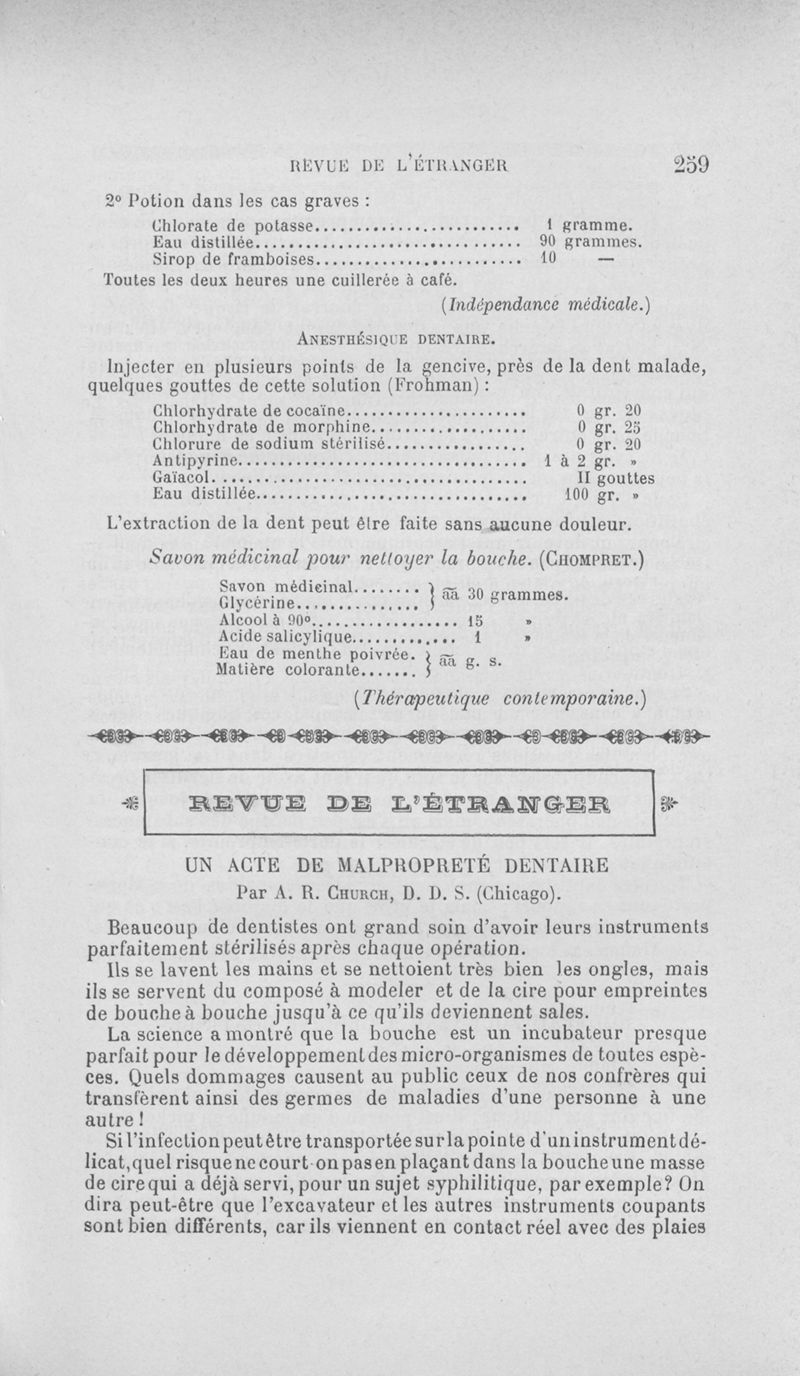 REVUE DE L'ÉTRANGER 259
2º Potion dans les cas graves :
Chlorate de potasse.......................... 1 gramme.
Eau distillée................................. 90 grammes.
Sirop de framboises.......................... 10 —
Toutes les deux heures une cuillerée à café.
(Indépendance médicale.)
ANESTHÉSIQUE DENTAIRE.
Injecter en plusieurs points de la gencive, près de la dent malade,
quelques gouttes de cette solution (Frohman) :
Chlorhydrate de cocaïne....................... 0 gr. 20
Chlorhydrate de morphine.................... 0 gr. 25
Chlorure de sodium stérilisé.................. 0 gr. 20
Antipyrine.................................... 1 à 2 gr. »
Gaïacol........................................ II gouttes
Eau distillée.................................. 100 gr. »
L'extraction de la dent peut être faite sans aucune douleur.
Savon médicinal pour nettoyer la bouche. (CHOMPRET.)
Savon médicinal........ } ãã 30 grammes.
Glycérine............... }
Alcool à 90º.................. 15 »
Acide salicylique............. 1 »
Eau de menthe poivrée. } ãã g. s.
Matière colorante....... }
(Thérapeutique contemporaine.)
REVUE DE L'ÉTRANGER
UN ACTE DE MALPROPRETÉ DENTAIRE
Par A. R. CHURCH, D. D. S. (Chicago).
Beaucoup de dentistes ont grand soin d'avoir leurs instruments
parfaitement stérilisés après chaque opération.
Ils se lavent les mains et se nettoient très bien les ongles, mais
ils se servent du composé à modeler et de la cire pour empreintes
de bouche à bouche jusqu'à ce qu'ils deviennent sales.
La science a montré que la bouche est un incubateur presque
parfait pour le développement des micro-organismes de toutes espè-
ces. Quels dommages causent au public ceux de nos confrères qui
transfèrent ainsi des germes de maladies d'une personne à une
autre !
Si l'infection peut être transportée sur la pointe d'un instrument dé-
licat, quel risque ne court-on pas en plaçant dans la bouche une masse
de cire qui a déjà servi, pour un sujet syphilitique, par exemple? On
dira peut-être que l'excavateur et les autres instruments coupants
sont bien différents, car ils viennent en contact réel avec des plaies